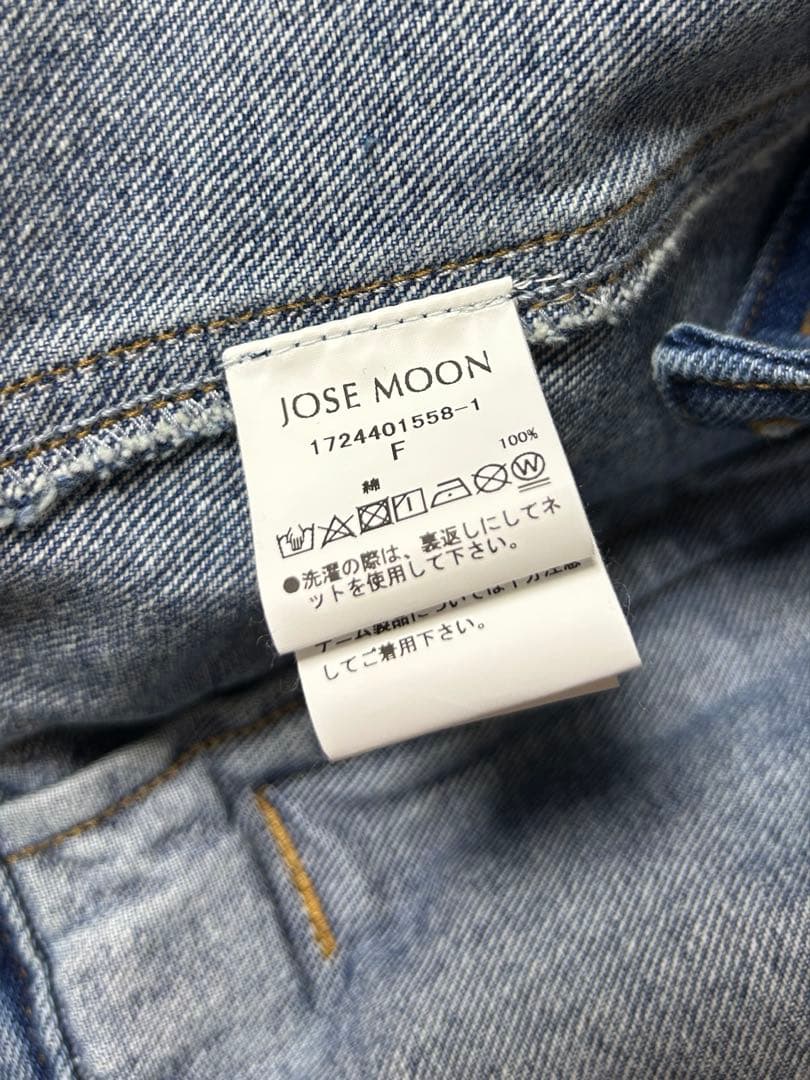 JOSE MOON
1724401558-1
F
綿 100%
W
●洗濯の際は、裏返しにしてネ
ットを使用して下さい。
してご着用下さい。